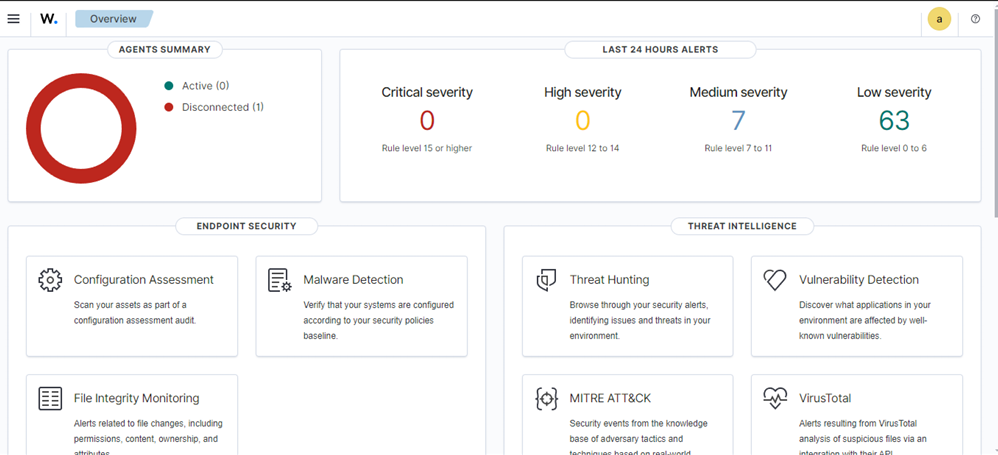 W. Overview a
AGENTS SUMMARY
Active (0)
Disconnected (1)
LAST 24 HOURS ALERTS
Critical severity
0
Rule level 15 or higher
High severity
0
Rule level 12 to 14
Medium severity
7
Rule level 7 to 11
Low severity
63
Rule level 0 to 6
ENDPOINT SECURITY
Configuration Assessment
Scan your assets as part of a
configuration assessment audit.
Malware Detection
Verify that your systems are configured
according to your security policies
baseline.
File Integrity Monitoring
Alerts related to file changes, including
permissions, content, ownership, and
attributes.
THREAT INTELLIGENCE
Threat Hunting
Browse through your security alerts,
identifying issues and threats in your
environment.
Vulnerability Detection
Discover what applications in your
environment are affected by well-
known vulnerabilities.
MITRE ATT&CK
Security events from the knowledge
base of adversary tactics and
techniques based on real-world
VirusTotal
Alerts resulting from VirusTotal
analysis of suspicious files via an
integration with their API.